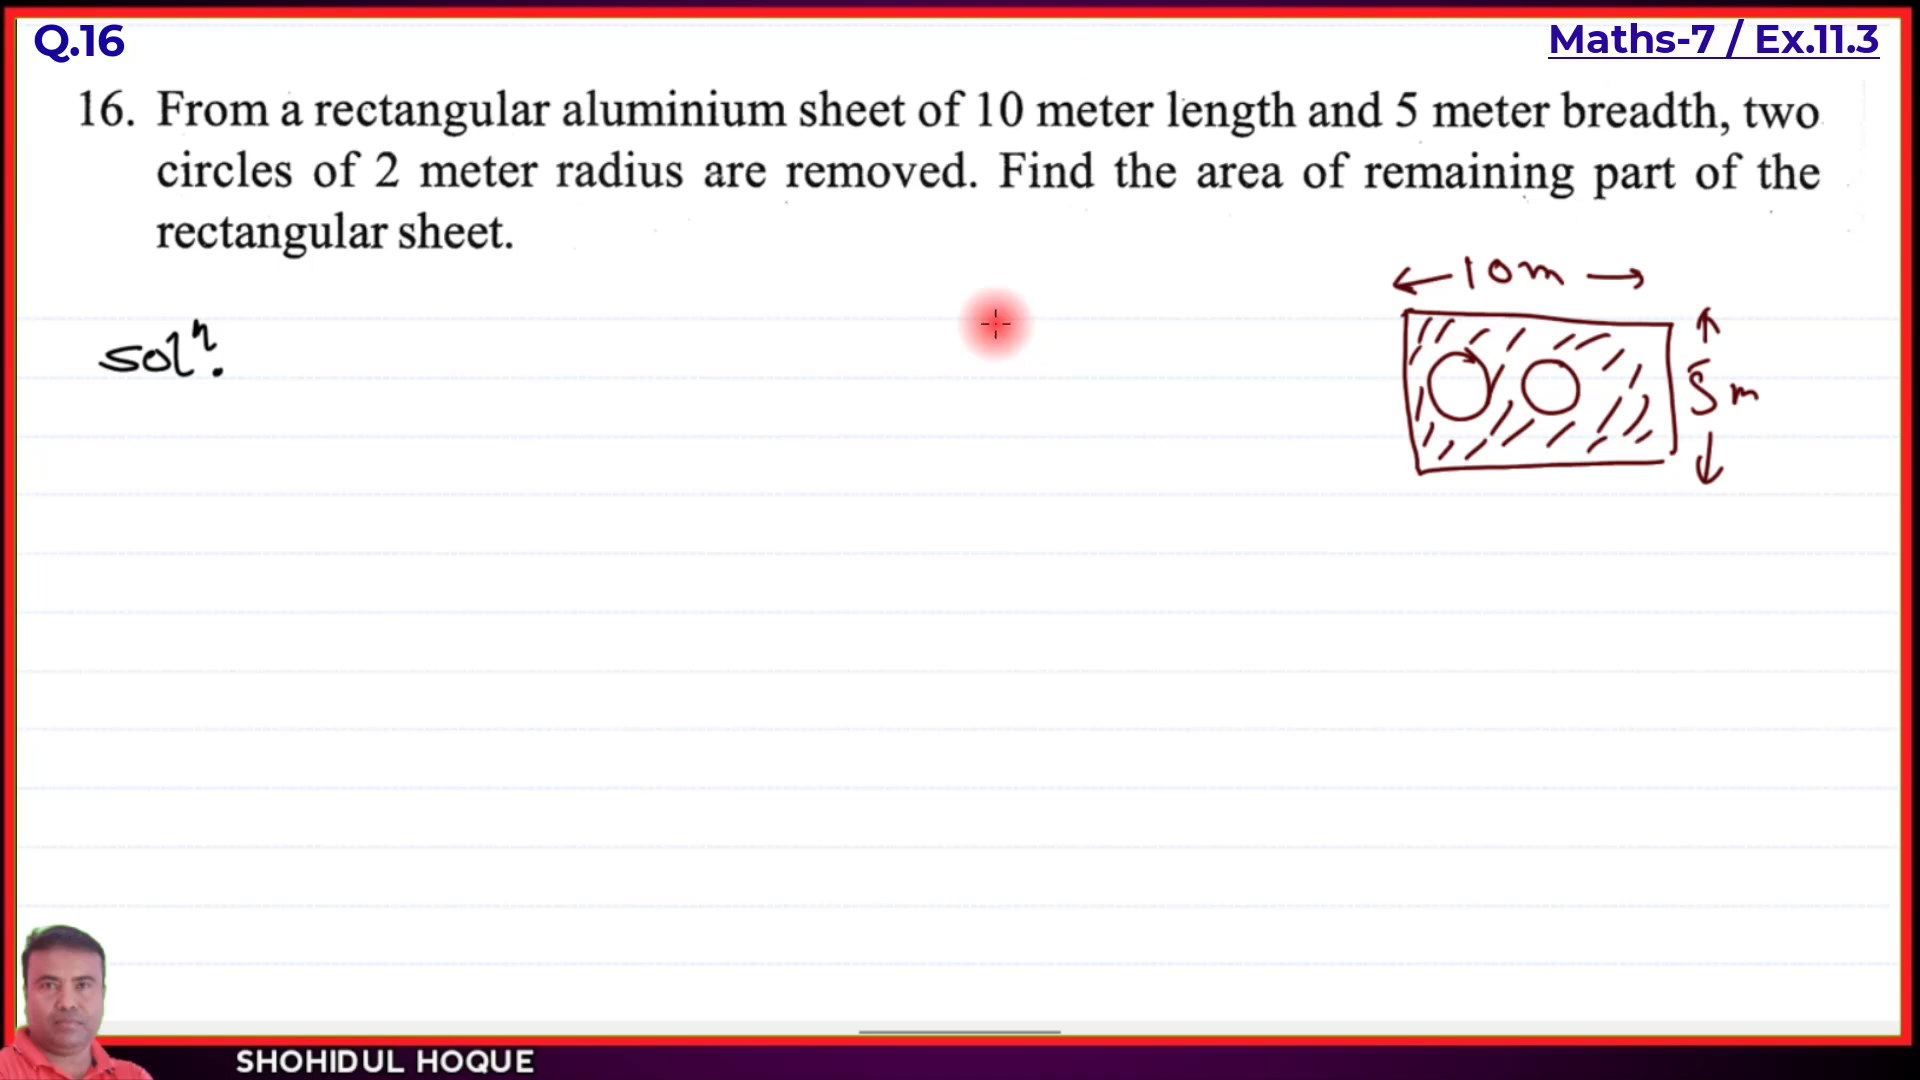 Q.16
Maths-7 / Ex.11.3
16. From a rectangular aluminium sheet of 10 meter length and 5 meter breadth, two
circles of 2 meter radius are removed. Find the area of remaining part of the
rectangular sheet.
10m
solⁿ.
5m
SHOHIDUL HOQUE